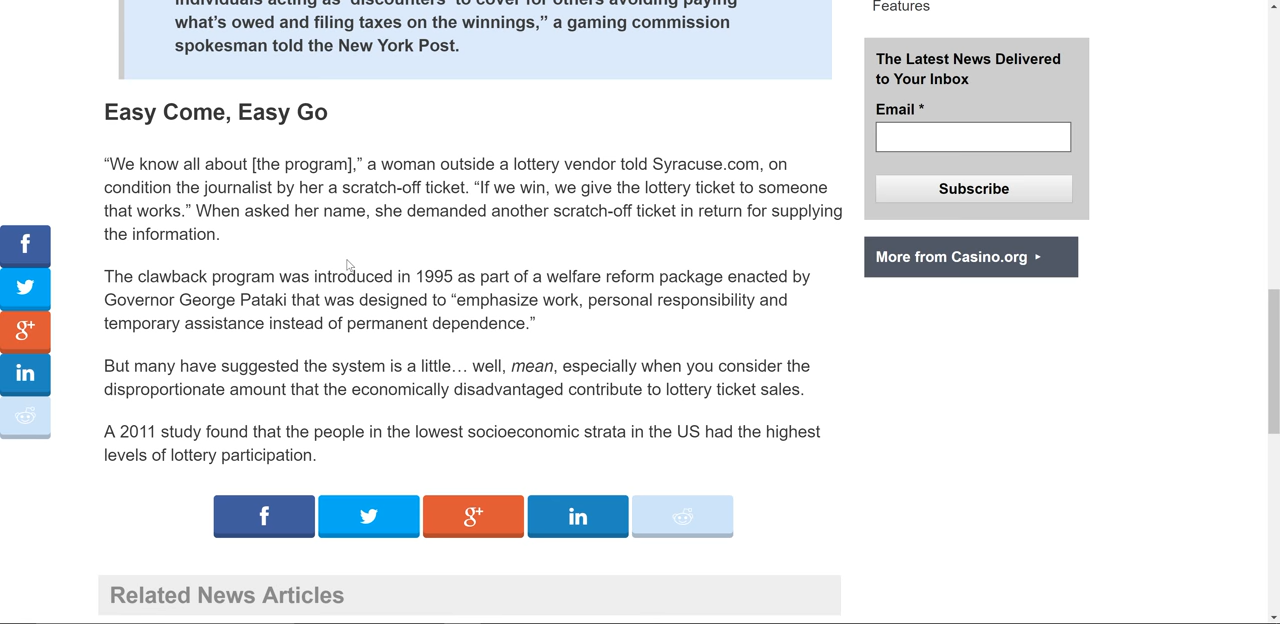 individuals acting as 'discounters' to cover for others avoiding paying
what’s owed and filing taxes on the winnings,” a gaming commission
spokesman told the New York Post.
Easy Come, Easy Go
“We know all about [the program],” a woman outside a lottery vendor told Syracuse.com, on
condition the journalist by her a scratch-off ticket. “If we win, we give the lottery ticket to someone
that works.” When asked her name, she demanded another scratch-off ticket in return for supplying
the information.
The clawback program was introduced in 1995 as part of a welfare reform package enacted by
Governor George Pataki that was designed to “emphasize work, personal responsibility and
temporary assistance instead of permanent dependence.”
But many have suggested the system is a little… well, mean, especially when you consider the
disproportionate amount that the economically disadvantaged contribute to lottery ticket sales.
A 2011 study found that the people in the lowest socioeconomic strata in the US had the highest
levels of lottery participation.
f
g+
in
f
g+
in
Related News Articles
Features
The Latest News Delivered
to Your Inbox
Email *
Subscribe
More from Casino.org ▸